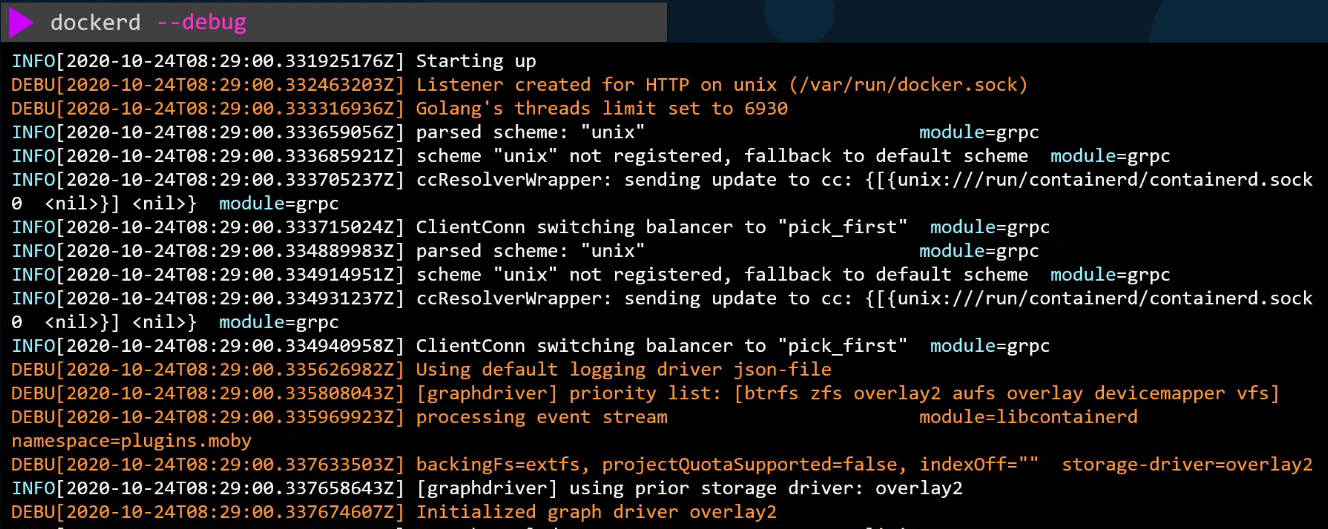 dockerd --debug
INFO[2020-10-24T08:29:00.331925176Z] Starting up
DEBU[2020-10-24T08:29:00.332463203Z] Listener created for HTTP on unix (/var/run/docker.sock)
DEBU[2020-10-24T08:29:00.333316936Z] Golang's threads limit set to 6930
INFO[2020-10-24T08:29:00.333659056Z] parsed scheme: "unix" module=grpc
INFO[2020-10-24T08:29:00.333685921Z] scheme "unix" not registered, fallback to default scheme module=grpc
INFO[2020-10-24T08:29:00.333705237Z] ccResolverWrapper: sending update to cc: {[{unix:///run/containerd/containerd.sock
0 <nil>}] <nil>} module=grpc
INFO[2020-10-24T08:29:00.333715024Z] ClientConn switching balancer to "pick_first" module=grpc
INFO[2020-10-24T08:29:00.334889983Z] parsed scheme: "unix" module=grpc
INFO[2020-10-24T08:29:00.334914951Z] scheme "unix" not registered, fallback to default scheme module=grpc
INFO[2020-10-24T08:29:00.334931237Z] ccResolverWrapper: sending update to cc: {[{unix:///run/containerd/containerd.sock
0 <nil>}] <nil>} module=grpc
INFO[2020-10-24T08:29:00.334940958Z] ClientConn switching balancer to "pick_first" module=grpc
DEBU[2020-10-24T08:29:00.335626982Z] Using default logging driver json-file
DEBU[2020-10-24T08:29:00.335808043Z] [graphdriver] priority list: [btrfs zfs overlay2 aufs overlay devicemapper vfs]
DEBU[2020-10-24T08:29:00.335969923Z] processing event stream module=libcontainerd
namespace=plugins.moby
DEBU[2020-10-24T08:29:00.337633503Z] backingFs=extfs, projectQuotaSupported=false, indexOff="" storage-driver=overlay2
INFO[2020-10-24T08:29:00.337658643Z] [graphdriver] using prior storage driver: overlay2
DEBU[2020-10-24T08:29:00.337674607Z] Initialized graph driver overlay2